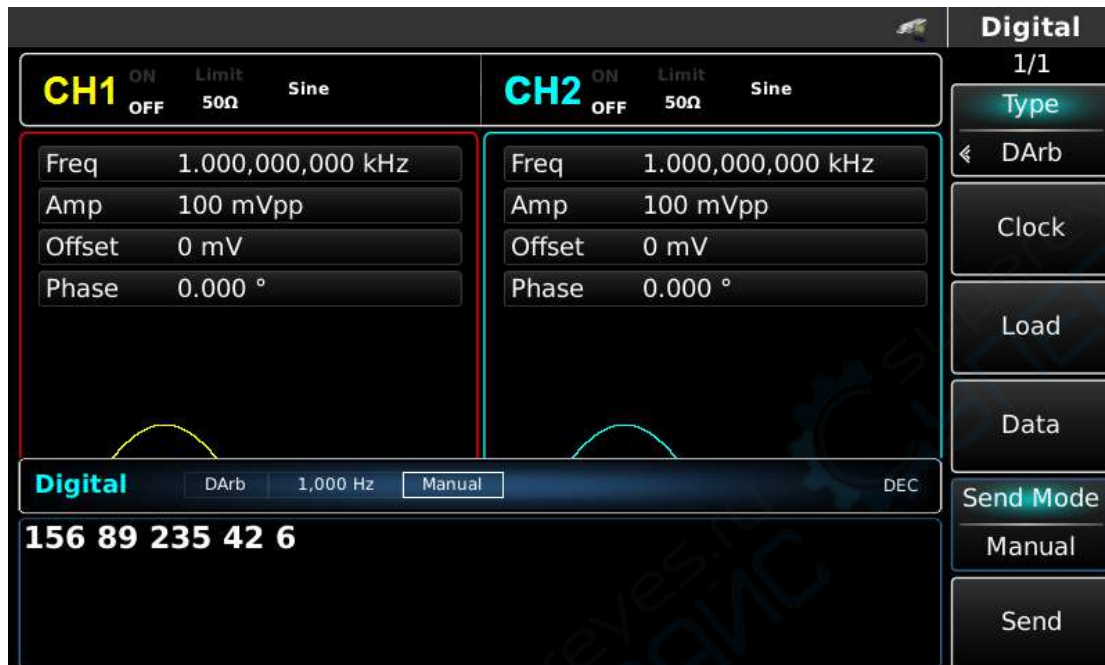 Digital
1/1
CH1 ON OFF Limit 50Ω Sine
CH2 ON OFF Limit 50Ω Sine
Type
DArb
Freq 1.000,000,000 kHz
Amp 100 mVpp
Offset 0 mV
Phase 0.000 °
Freq 1.000,000,000 kHz
Amp 100 mVpp
Offset 0 mV
Phase 0.000 °
Clock
Load
Data
Digital DArb 1,000 Hz Manual DEC
156 89 235 42 6
Send Mode
Manual
Send